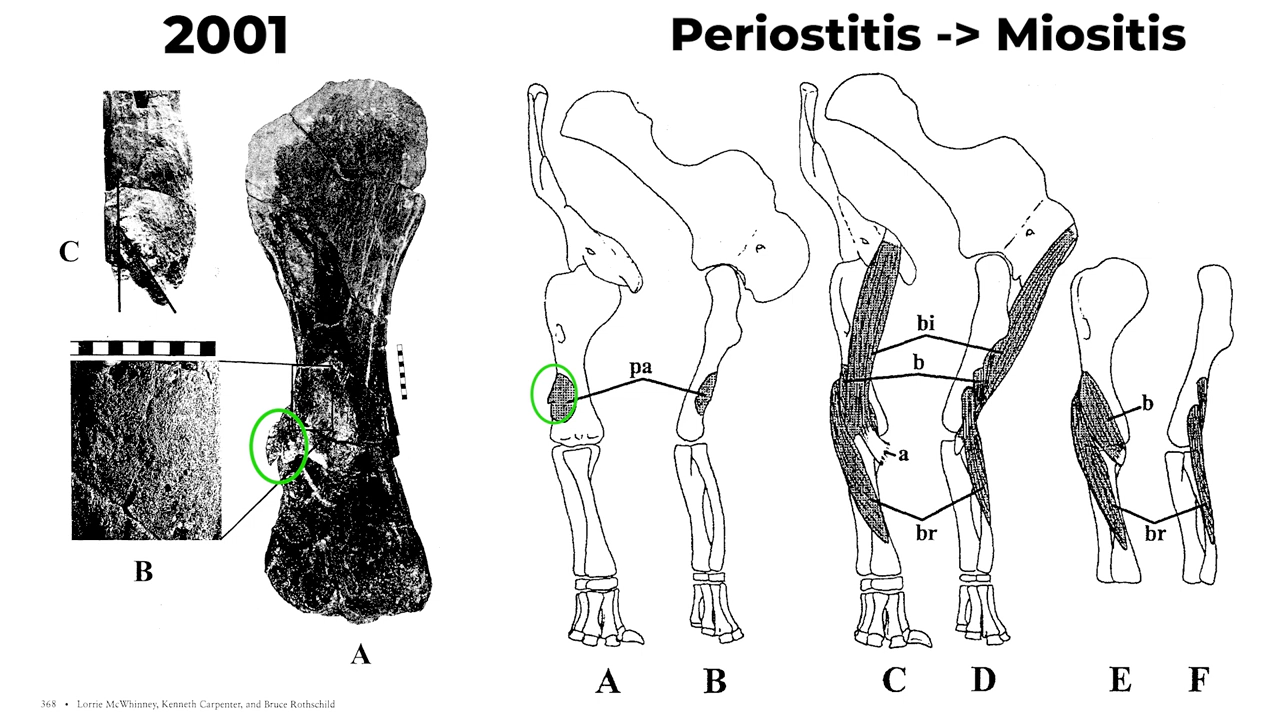 2001
Periostitis -> Miositis
C
B
A
pa
bi
b
a
br
b
br
A
B
C
D
E
F
368 • Lorrie McWhinney, Kenneth Carpenter, and Bruce Rothschild